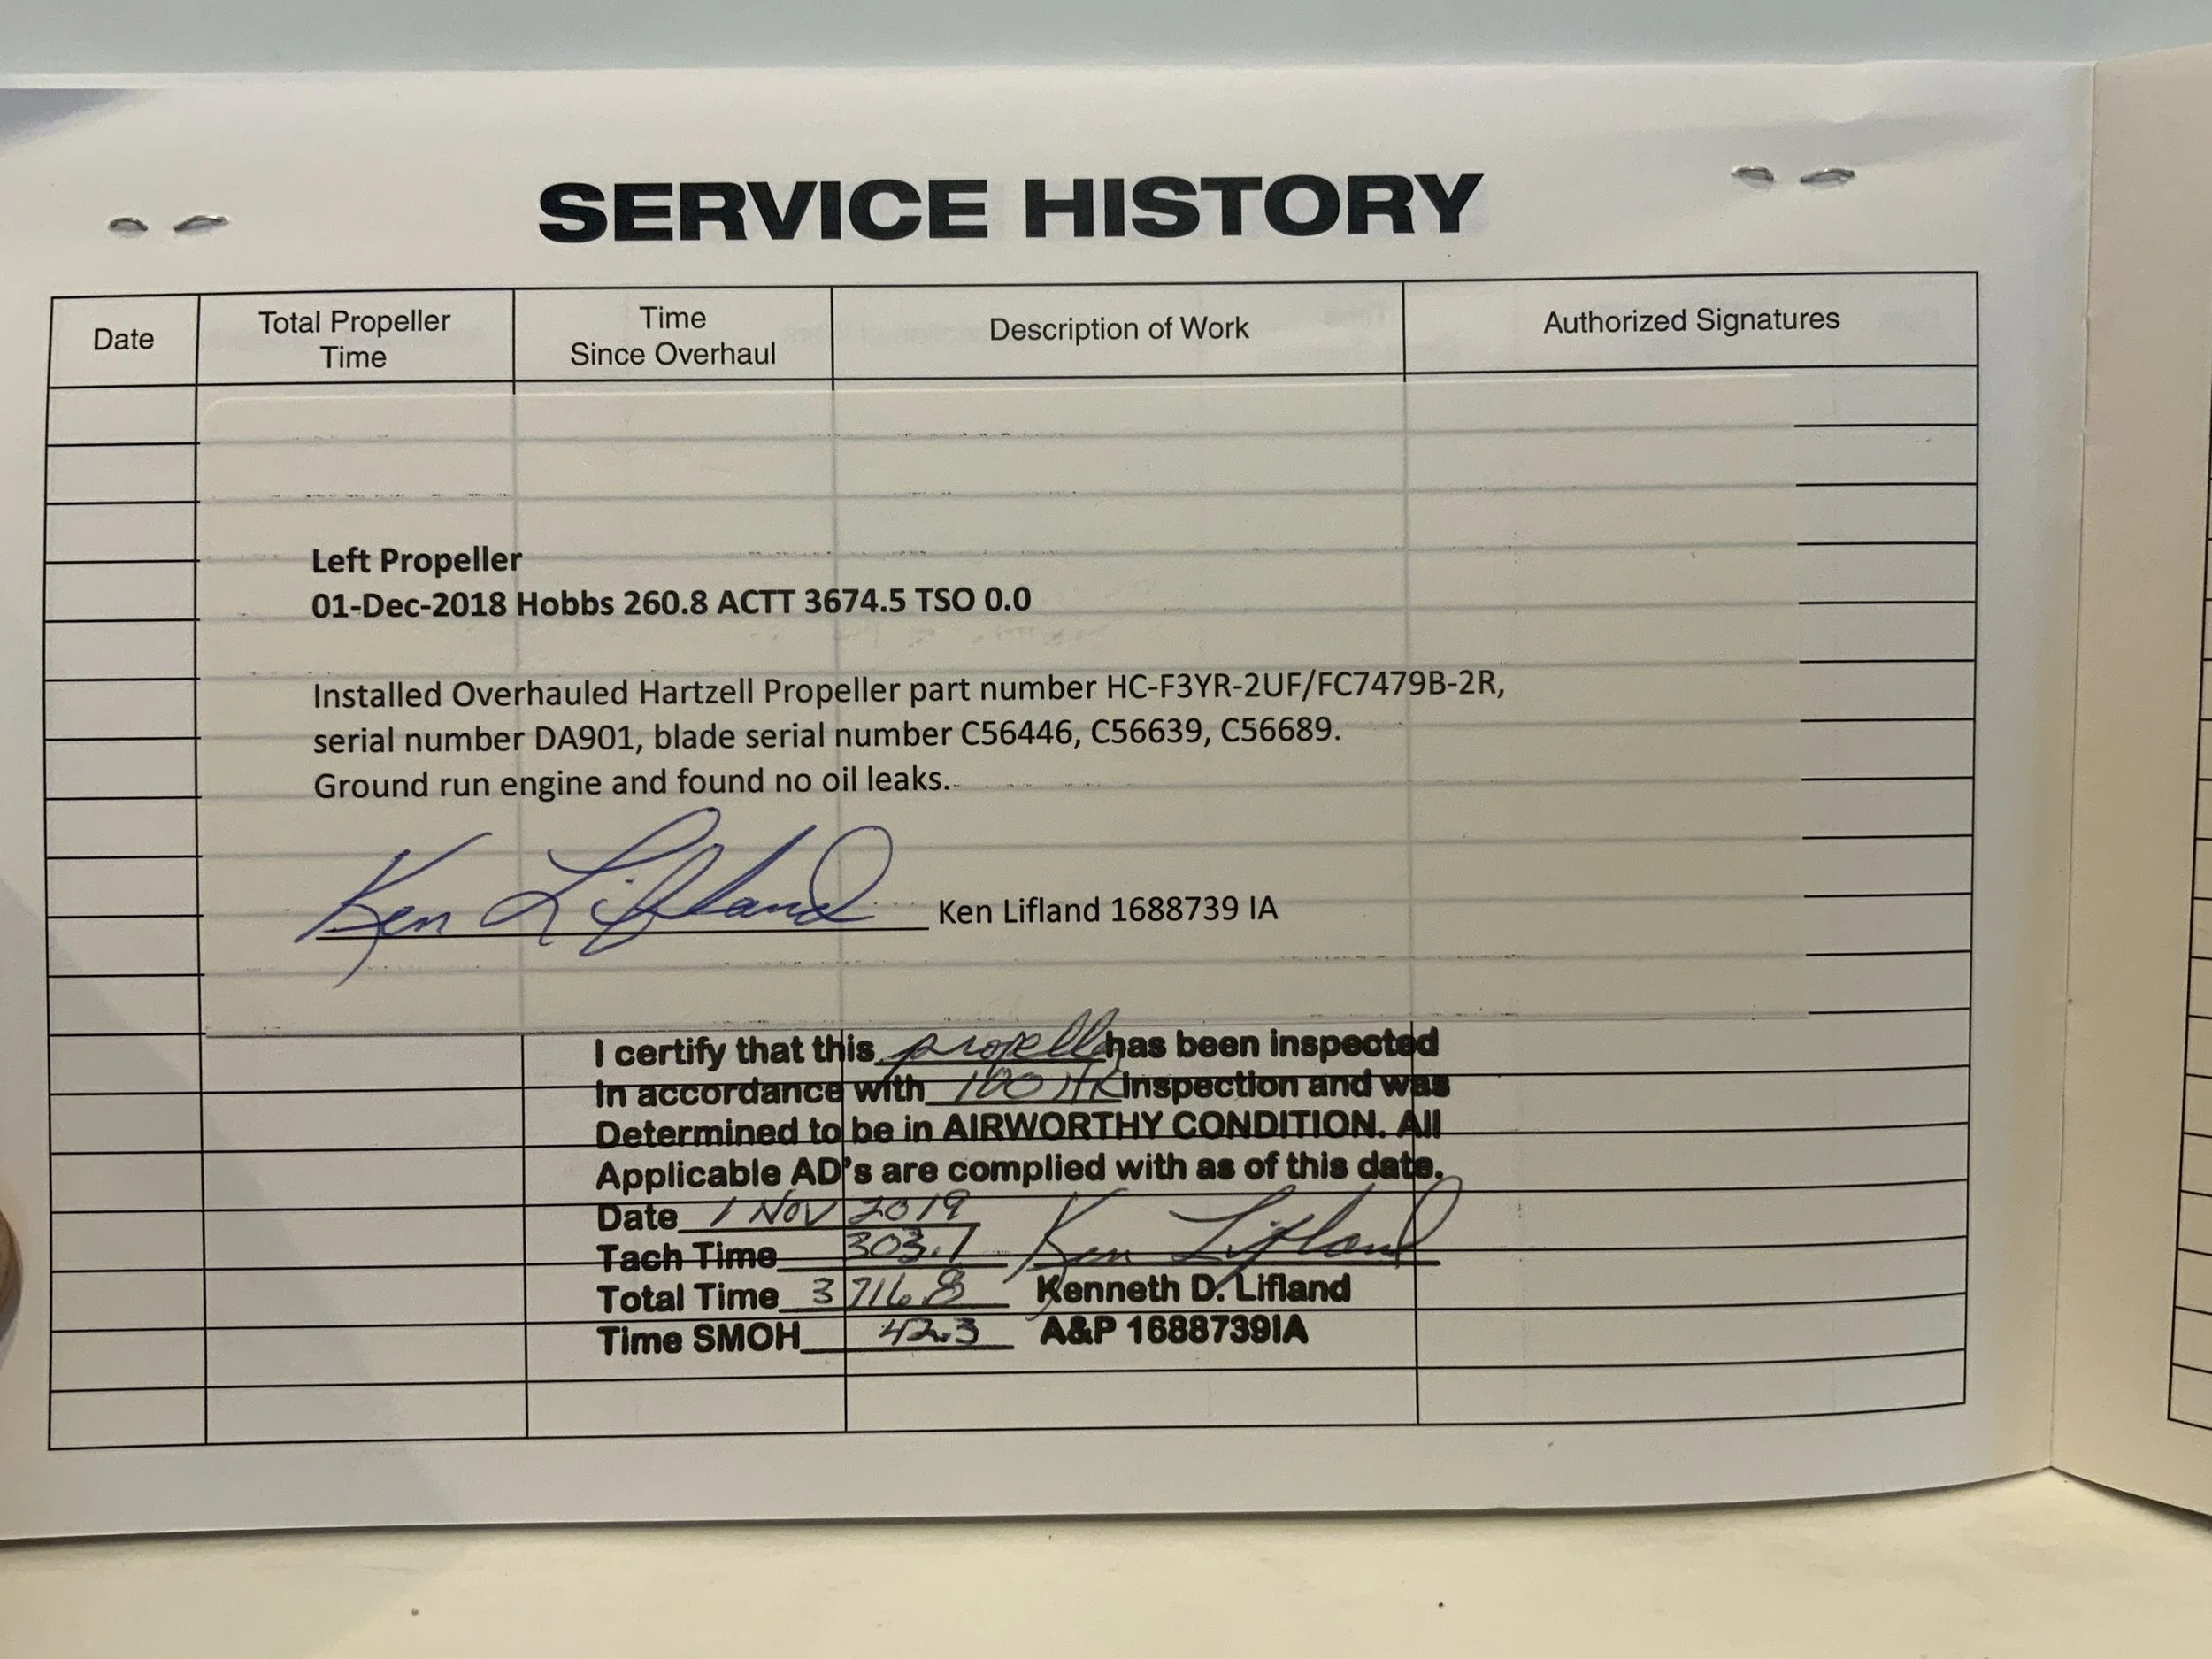 SERVICE HISTORY
Date
Total Propeller
Time
Time
Since Overhaul
Description of Work
Authorized Signatures
Left Propeller
01-Dec-2018 Hobbs 260.8 ACTT 3674.5 TSO 0.0
Installed Overhauled Hartzell Propeller part number HC-F3YR-2UF/FC7479B-2R,
serial number DA901, blade serial number C56446, C56639, C56689.
Ground run engine and found no oil leaks.
Ken Lifland Ken Lifland 1688739 IA
I certify that this propeller has been inspected
In accordance with 100 HR inspection and was
Determined to be in AIRWORTHY CONDITION. All
Applicable AD's are complied with as of this date.
Date 1 Nov 2019
Tach Time 303.1 Ken Lifland
Total Time 3716.8 Kenneth D. Lifland
Time SMOH 42.3 A&P 1688739IA